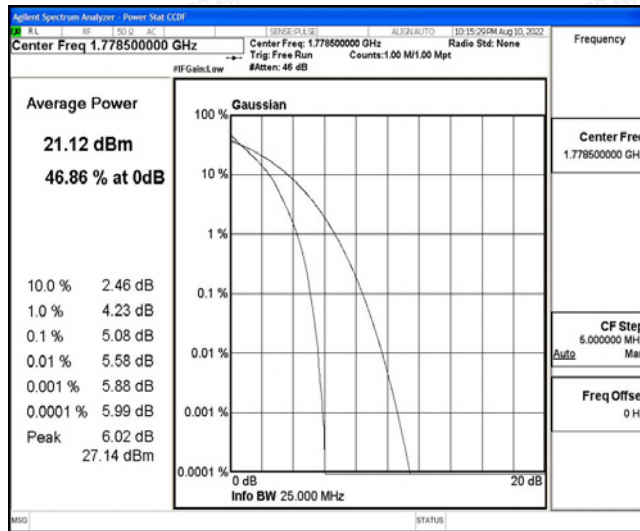 Agilent Spectrum Analyzer - Power Stat CCDF
RL RF 50 Ω AC SENSE:PULSE ALIGN AUTO 10:15:29 PM Aug 10, 2022
Center Freq 1.778500000 GHz
Center Freq: 1.778500000 GHz Radio Std: None
Trig: Free Run Counts:1.00 M/1.00 Mpt
#IFGain:Low #Atten: 46 dB
Frequency
Average Power
21.12 dBm
46.86 % at 0dB
10.0 % 2.46 dB
1.0 % 4.23 dB
0.1 % 5.08 dB
0.01 % 5.58 dB
0.001 % 5.88 dB
0.0001 % 5.99 dB
Peak 6.02 dB
27.14 dBm
Gaussian
100 %
10 %
1 %
0.1 %
0.01 %
0.001 %
0.0001 %
0 dB 20 dB
Info BW 25.000 MHz
Center Fre
1.778500000 GH
CF Step
5.000000 MH
Auto Ma
Freq Offse
0 H
MSG STATUS